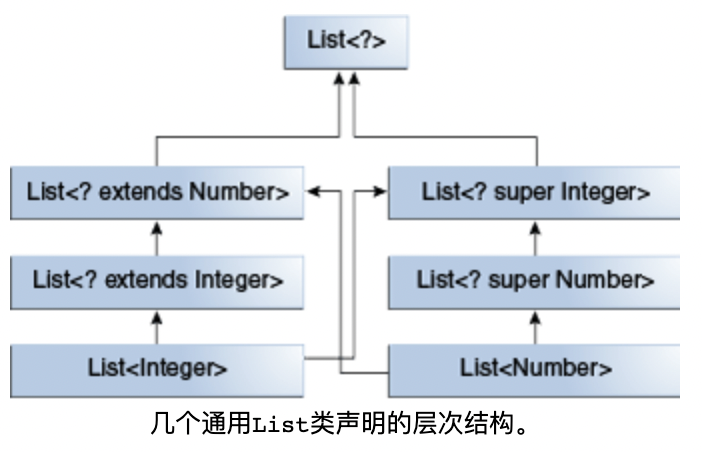 List<?>
List<? extends Number>
List<? super Integer>
List<? extends Integer>
List<? super Number>
List<Integer>
List<Number>
几个通用List类声明的层次结构。